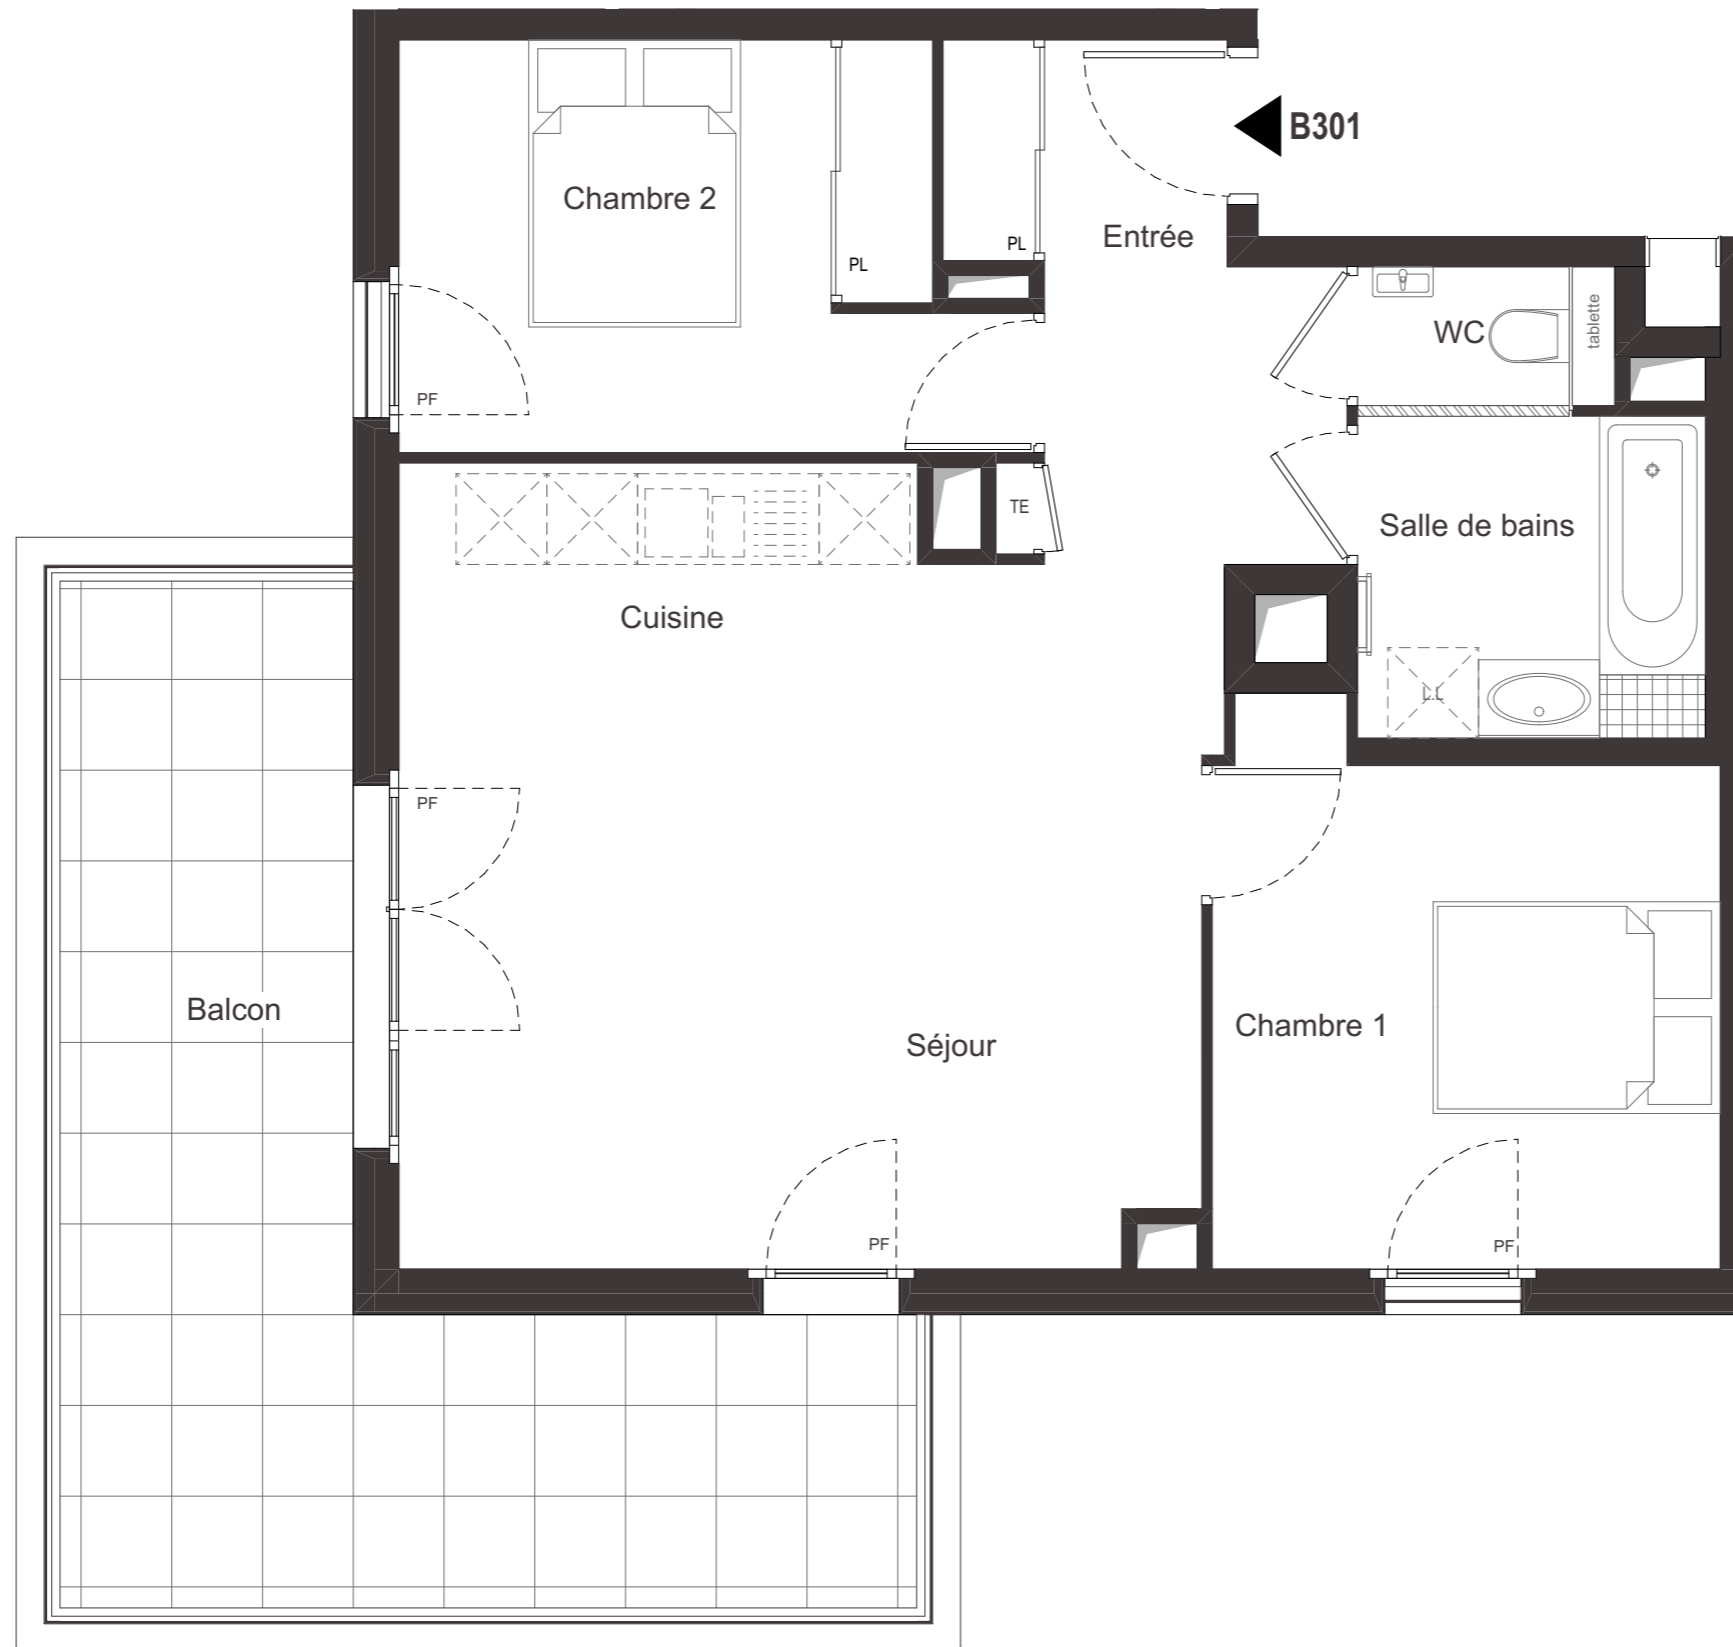 B301
Chambre 2
Entrée
PL
PL
WC
tablette
PF
TE
Salle de bains
Cuisine
L.L
PF
Balcon
Séjour
Chambre 1
PF
PF